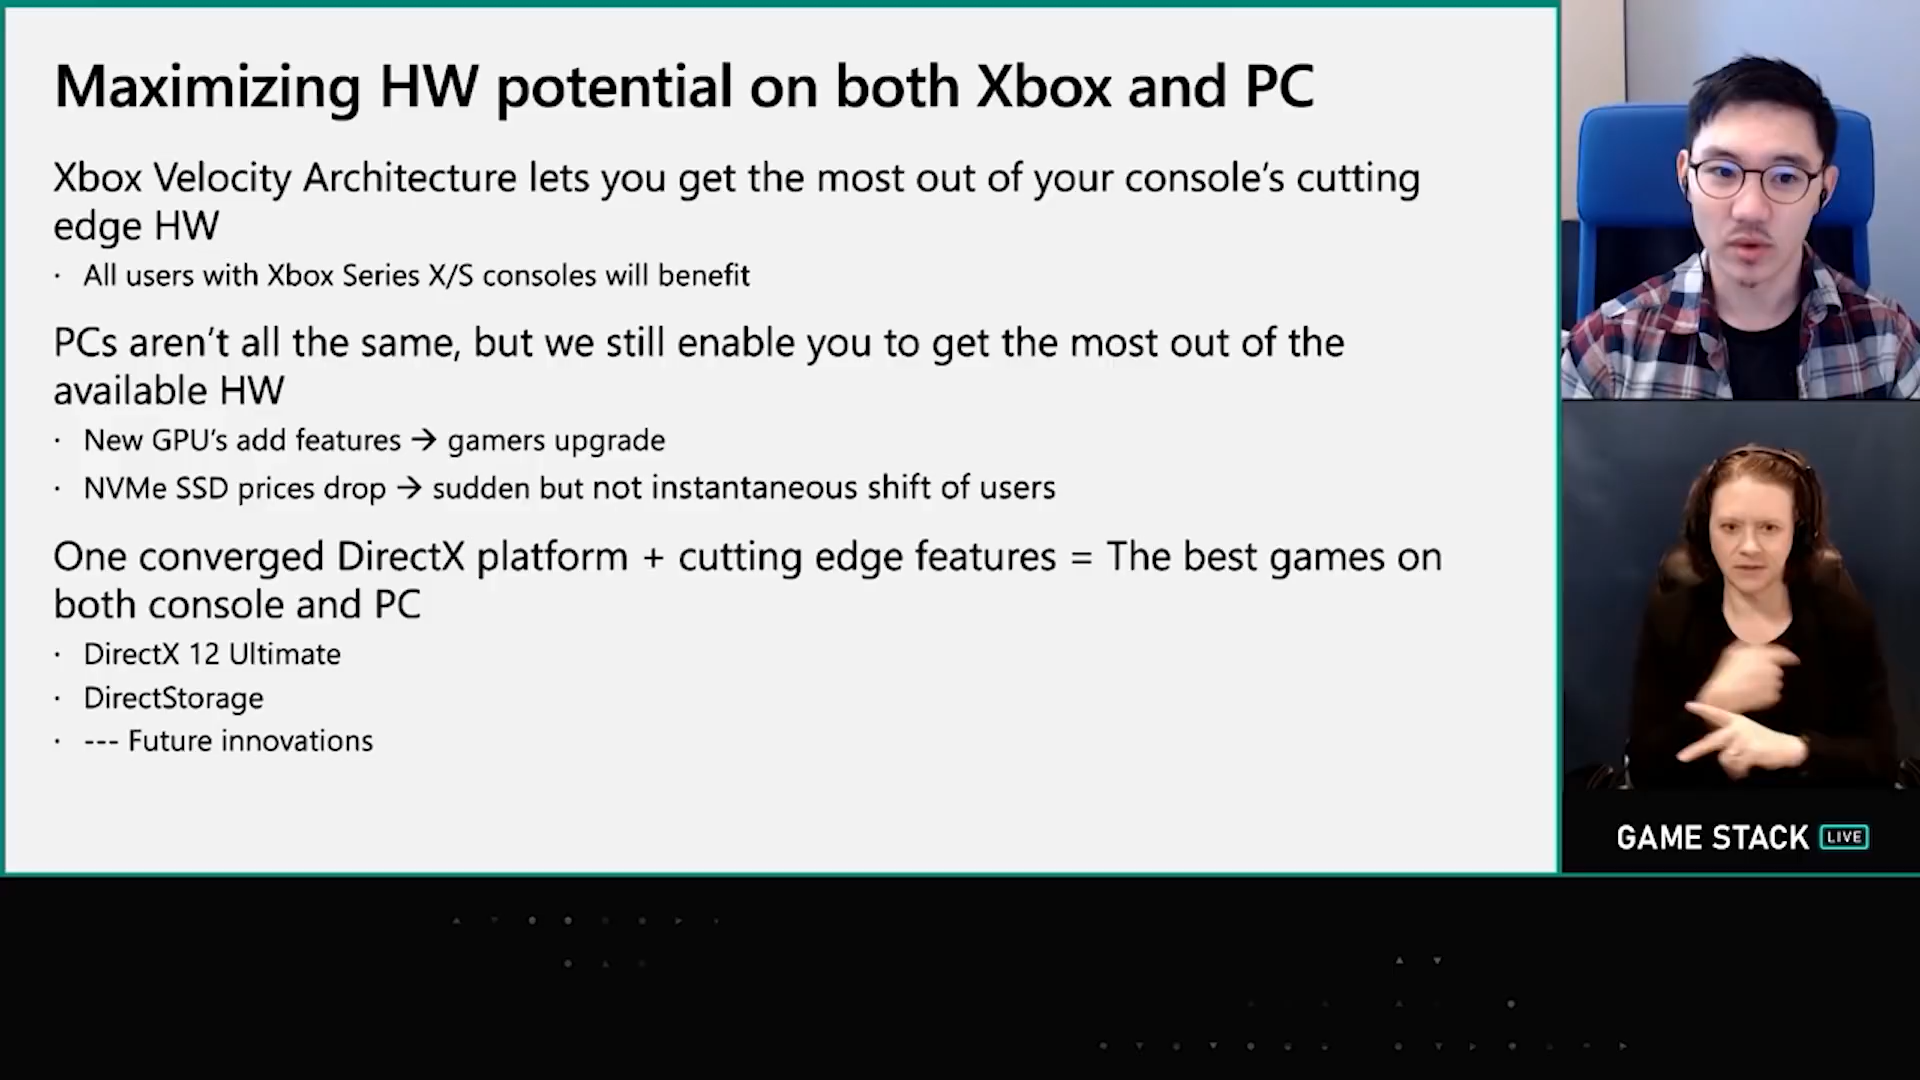 Maximizing HW potential on both Xbox and PC
Xbox Velocity Architecture lets you get the most out of your console's cutting
edge HW
· All users with Xbox Series X/S consoles will benefit
PCs aren't all the same, but we still enable you to get the most out of the
available HW
· New GPU's add features → gamers upgrade
· NVMe SSD prices drop → sudden but not instantaneous shift of users
One converged DirectX platform + cutting edge features = The best games on
both console and PC
· DirectX 12 Ultimate
· DirectStorage
· --- Future innovations
GAME STACK LIVE